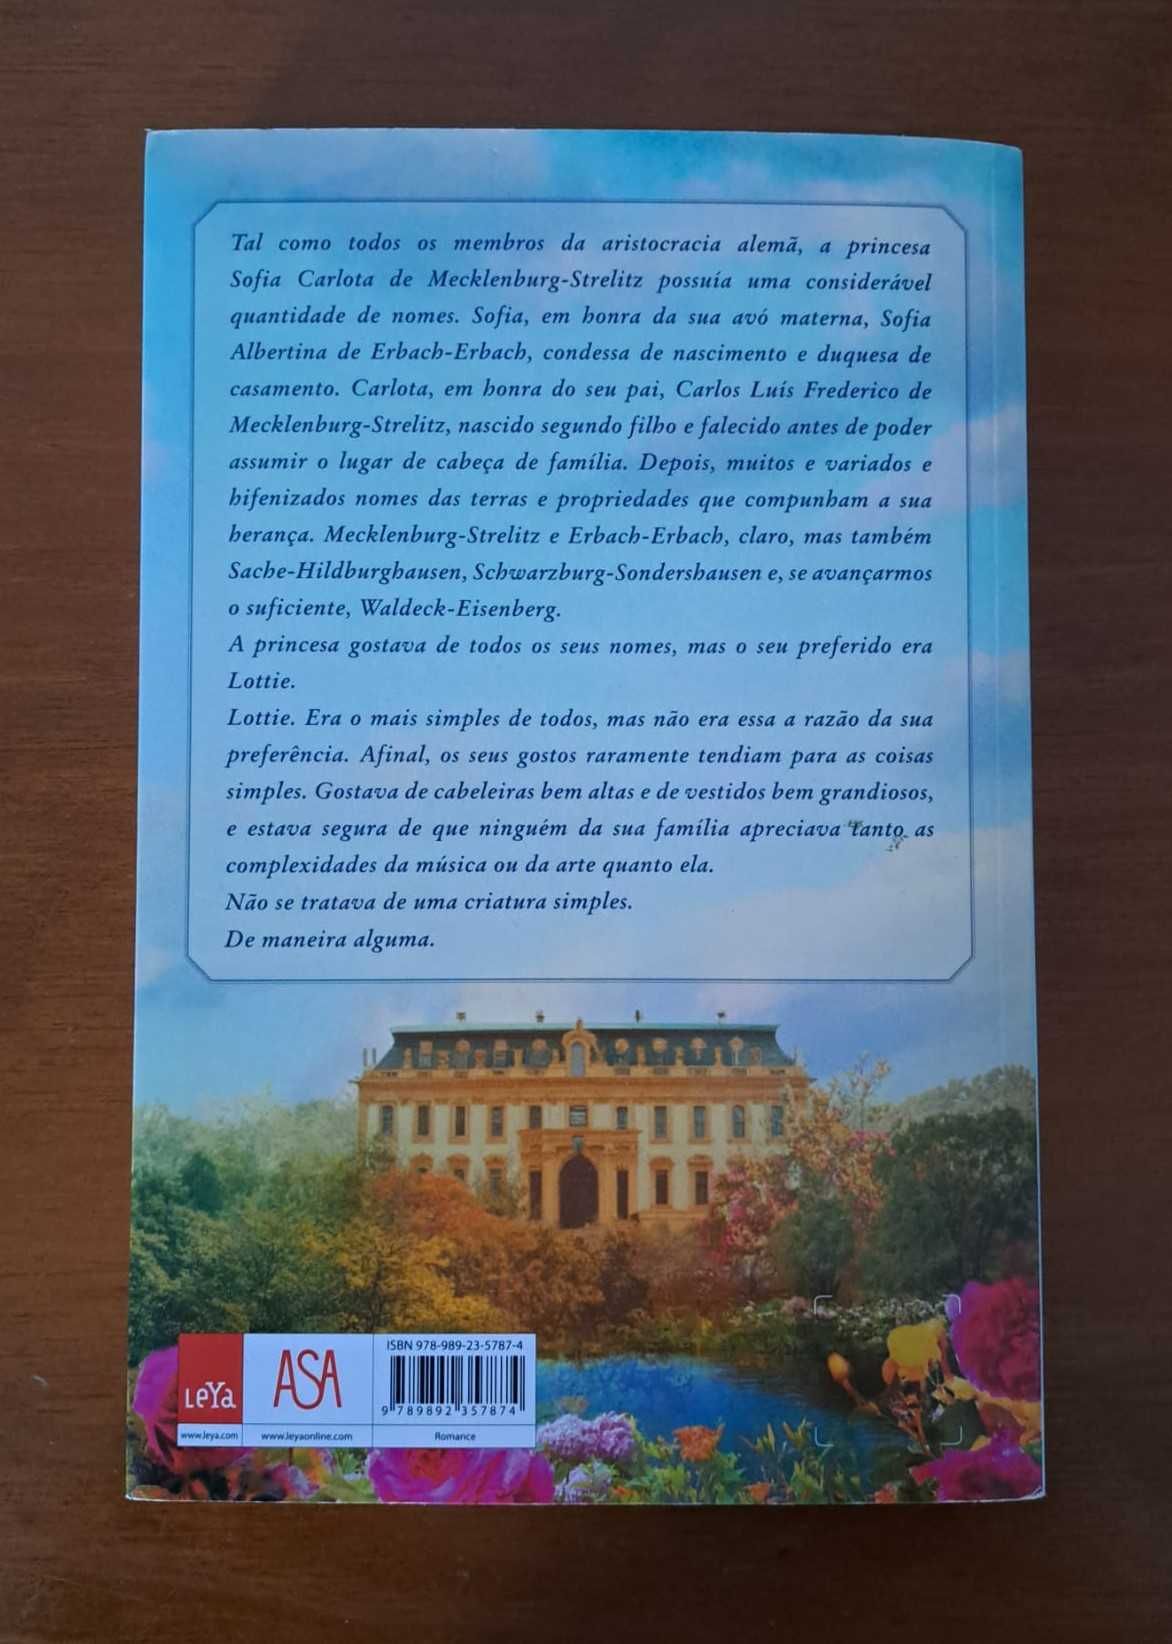 Tal como todos os membros da aristocracia alemã, a princesa
Sofia Carlota de Mecklenburg-Strelitz possuía uma considerável
quantidade de nomes. Sofia, em honra da sua avó materna, Sofia
Albertina de Erbach-Erbach, condessa de nascimento e duquesa de
casamento. Carlota, em honra do seu pai, Carlos Luís Frederico de
Mecklenburg-Strelitz, nascido segundo filho e falecido antes de poder
assumir o lugar de cabeça de família. Depois, muitos e variados e
hifenizados nomes das terras e propriedades que compunham a sua
herança. Mecklenburg-Strelitz e Erbach-Erbach, claro, mas também
Sache-Hildburghausen, Schwarzburg-Sondershausen e, se avançarmos
o suficiente, Waldeck-Eisenberg.
A princesa gostava de todos os seus nomes, mas o seu preferido era
Lottie.
Lottie. Era o mais simples de todos, mas não era essa a razão da sua
preferência. Afinal, os seus gostos raramente tendiam para as coisas
simples. Gostava de cabeleiras bem altas e de vestidos bem grandiosos,
e estava segura de que ninguém da sua família apreciava tanto as
complexidades da música ou da arte quanto ela.
Não se tratava de uma criatura simples.
De maneira alguma.
LeYa
www.leya.com
ASA
www.leyaonline.com
ISBN 978-989-23-5787-4
9 789892 357874
Romance